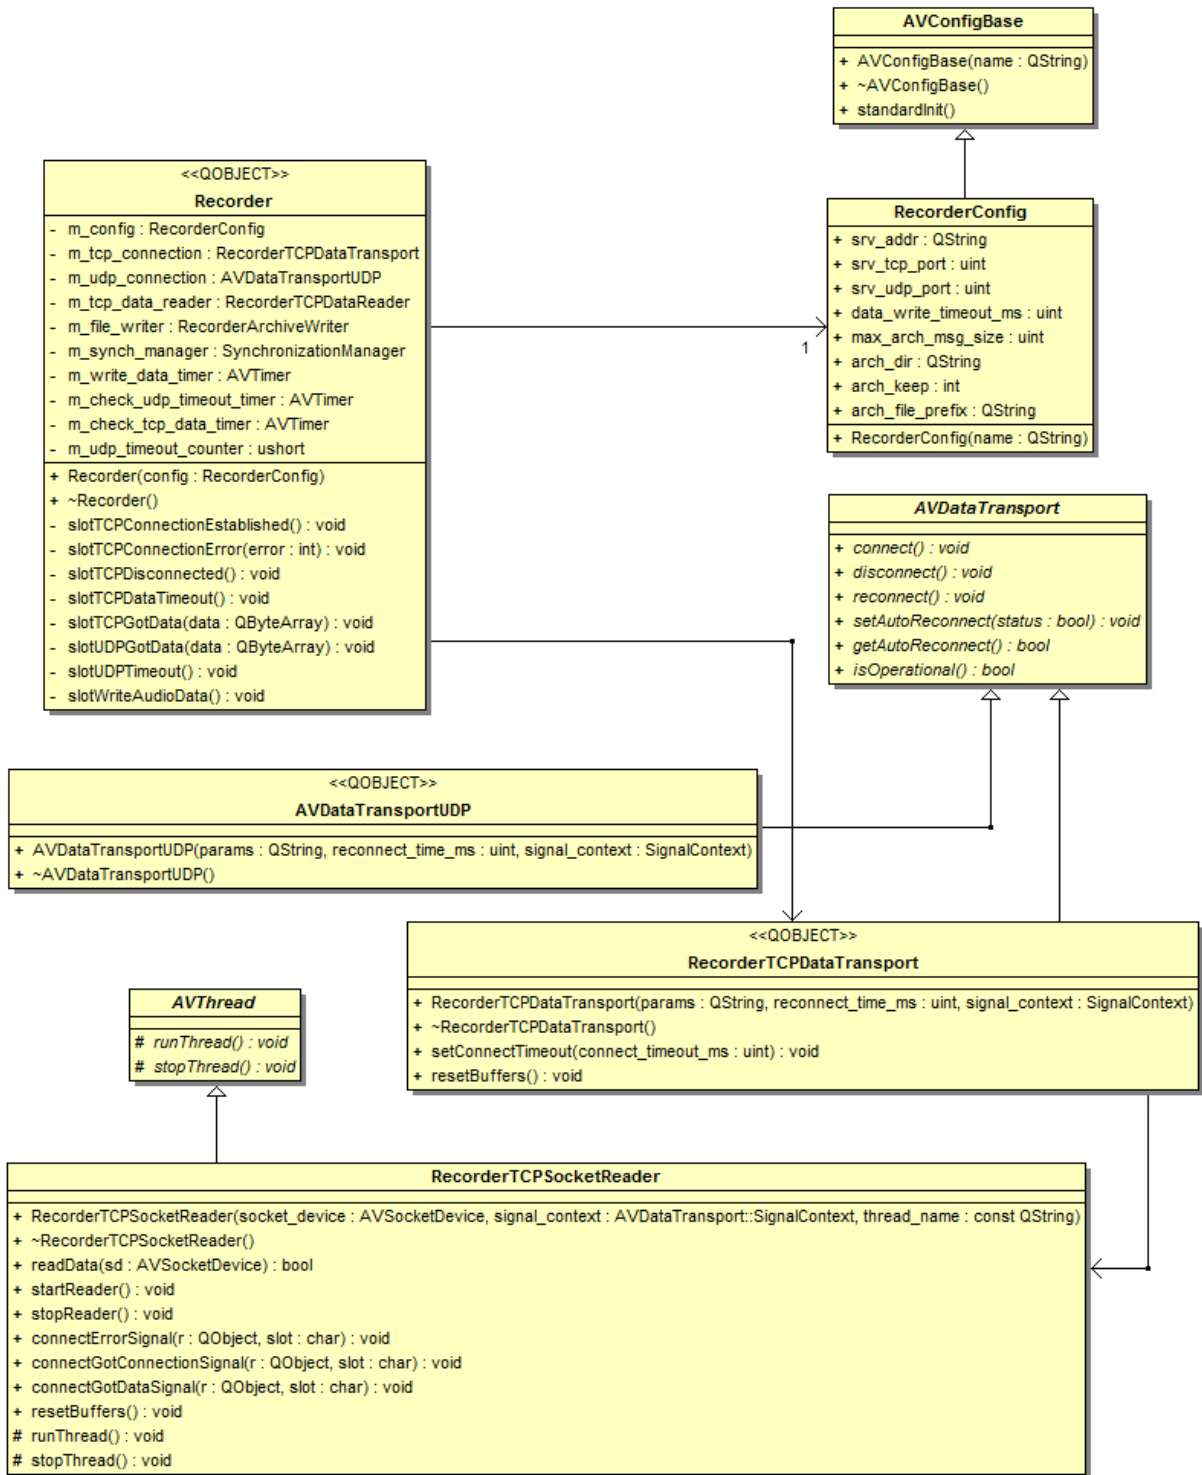 AVConfigBase
+ AVConfigBase(name : QString)
+ ~AVConfigBase()
+ standardInit()
<<QOBJECT>>
Recorder
- m_config : RecorderConfig
- m_tcp_connection : RecorderTCPDataTransport
- m_udp_connection : AVDataTransportUDP
- m_tcp_data_reader : RecorderTCPDataReader
- m_file_writer : RecorderArchiveWriter
- m_synch_manager : SynchronizationManager
- m_write_data_timer : AVTimer
- m_check_udp_timeout_timer : AVTimer
- m_check_tcp_data_timer : AVTimer
- m_udp_timeout_counter : ushort
+ Recorder(config : RecorderConfig)
+ ~Recorder()
- slotTCPConnectionEstablished() : void
- slotTCPConnectionError(error : int) : void
- slotTCPDisconnected() : void
- slotTCPDataTimeout() : void
- slotTCPGotData(data : QByteArray) : void
- slotUDPGotData(data : QByteArray) : void
- slotUDPTimeout() : void
- slotWriteAudioData() : void
1
RecorderConfig
+ srv_addr : QString
+ srv_tcp_port : uint
+ srv_udp_port : uint
+ data_write_timeout_ms : uint
+ max_arch_msg_size : uint
+ arch_dir : QString
+ arch_keep : int
+ arch_file_prefix : QString
+ RecorderConfig(name : QString)
AVDataTransport
+ connect() : void
+ disconnect() : void
+ reconnect() : void
+ setAutoReconnect(status : bool) : void
+ getAutoReconnect() : bool
+ isOperational() : bool
<<QOBJECT>>
AVDataTransportUDP
+ AVDataTransportUDP(params : QString, reconnect_time_ms : uint, signal_context : SignalContext)
+ ~AVDataTransportUDP()
<<QOBJECT>>
RecorderTCPDataTransport
+ RecorderTCPDataTransport(params : QString, reconnect_time_ms : uint, signal_context : SignalContext)
+ ~RecorderTCPDataTransport()
+ setConnectTimeout(connect_timeout_ms : uint) : void
+ resetBuffers() : void
AVThread
# runThread() : void
# stopThread() : void
RecorderTCPSocketReader
+ RecorderTCPSocketReader(socket_device : AVSocketDevice, signal_context : AVDataTransport::SignalContext, thread_name : const QString)
+ ~RecorderTCPSocketReader()
+ readData(sd : AVSocketDevice) : bool
+ startReader() : void
+ stopReader() : void
+ connectErrorSignal(r : QObject, slot : char) : void
+ connectGotConnectionSignal(r : QObject, slot : char) : void
+ connectGotDataSignal(r : QObject, slot : char) : void
+ resetBuffers() : void
# runThread() : void
# stopThread() : void